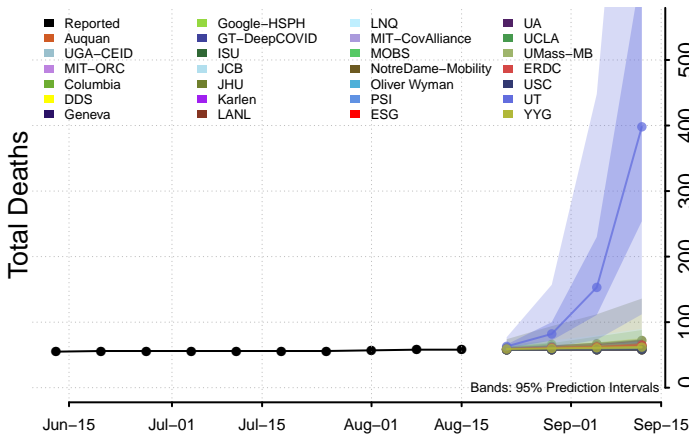 Reported Google−HSPH LNQ UA
Auquan GT−DeepCOVID MIT−CovAlliance UCLA
UGA−CEID ISU MOBS UMass−MB
MIT−ORC JCB NotreDame−Mobility ERDC
Columbia JHU Oliver Wyman USC
DDS Karlen PSI UT
Geneva LANL ESG YYG
Total Deaths
500
400
300
200
100
0
Bands: 95% Prediction Intervals
Jun−15 Jul−01 Jul−15 Aug−01 Aug−15 Sep−01 Sep−15